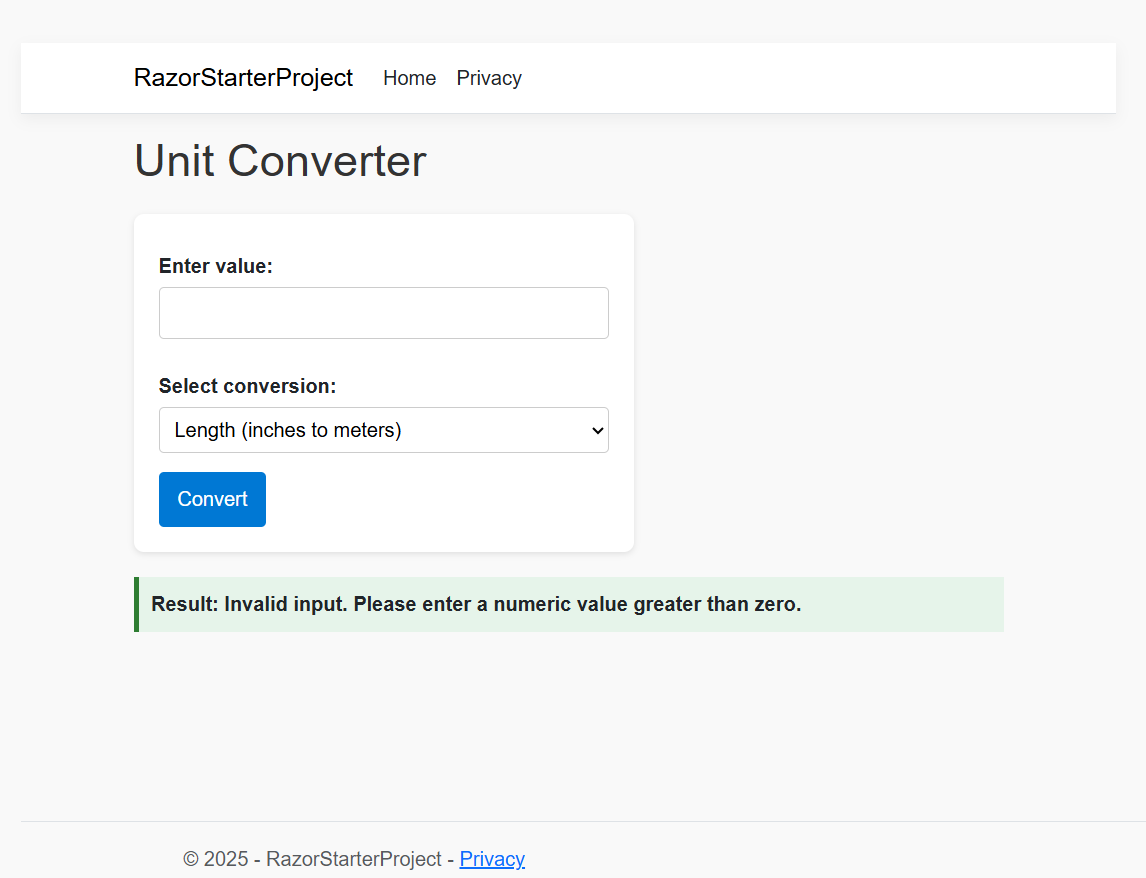 RazorStarterProject Home Privacy
Unit Converter
Enter value:
Select conversion:
Length (inches to meters)
Convert
Result: Invalid input. Please enter a numeric value greater than zero.
© 2025 - RazorStarterProject - Privacy